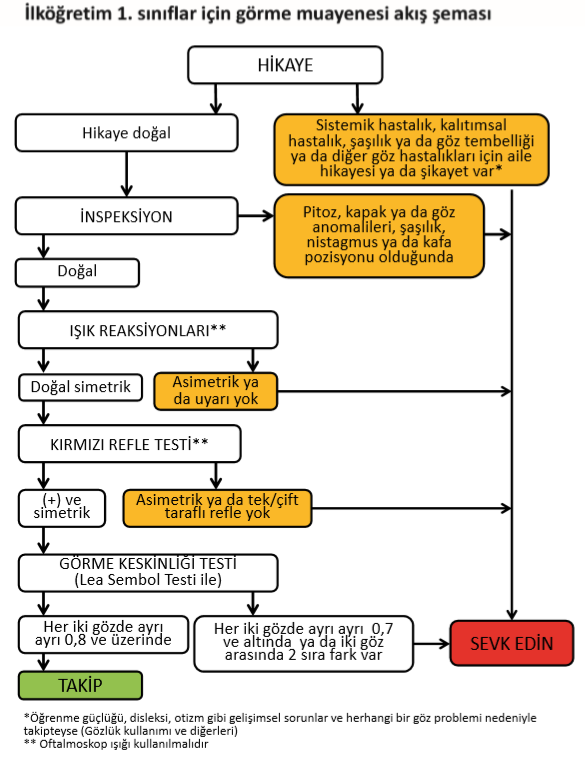 İlköğretim 1. sınıflar için görme muayenesi akış şeması
HİKAYE
Hikaye doğal
Sistemik hastalık, kalıtımsal
hastalık, şaşılık ya da göz tembelliği
ya da diğer göz hastalıkları için aile
hikayesi ya da şikayet var*
İNSPEKSİYON
Pitoz, kapak ya da göz
anomalileri, şaşılık,
nistagmus ya da kafa
pozisyonu olduğunda
Doğal
IŞIK REAKSİYONLARI**
Doğal simetrik
Asimetrik ya
da uyarı yok
KIRMIZI REFLE TESTİ**
(+) ve
simetrik
Asimetrik ya da tek/çift
taraflı refle yok
GÖRME KESKİNLİĞİ TESTİ
(Lea Sembol Testi ile)
Her iki gözde ayrı
ayrı 0,8 ve üzerinde
Her iki gözde ayrı ayrı 0,7
ve altında ya da iki göz
arasında 2 sıra fark var
SEVK EDİN
TAKİP
*Öğrenme güçlüğü, disleksi, otizm gibi gelişimsel sorunlar ve herhangi bir göz problemi nedeniyle
takipteyse (Gözlük kullanımı ve diğerleri)
** Oftalmoskop ışığı kullanılmalıdır